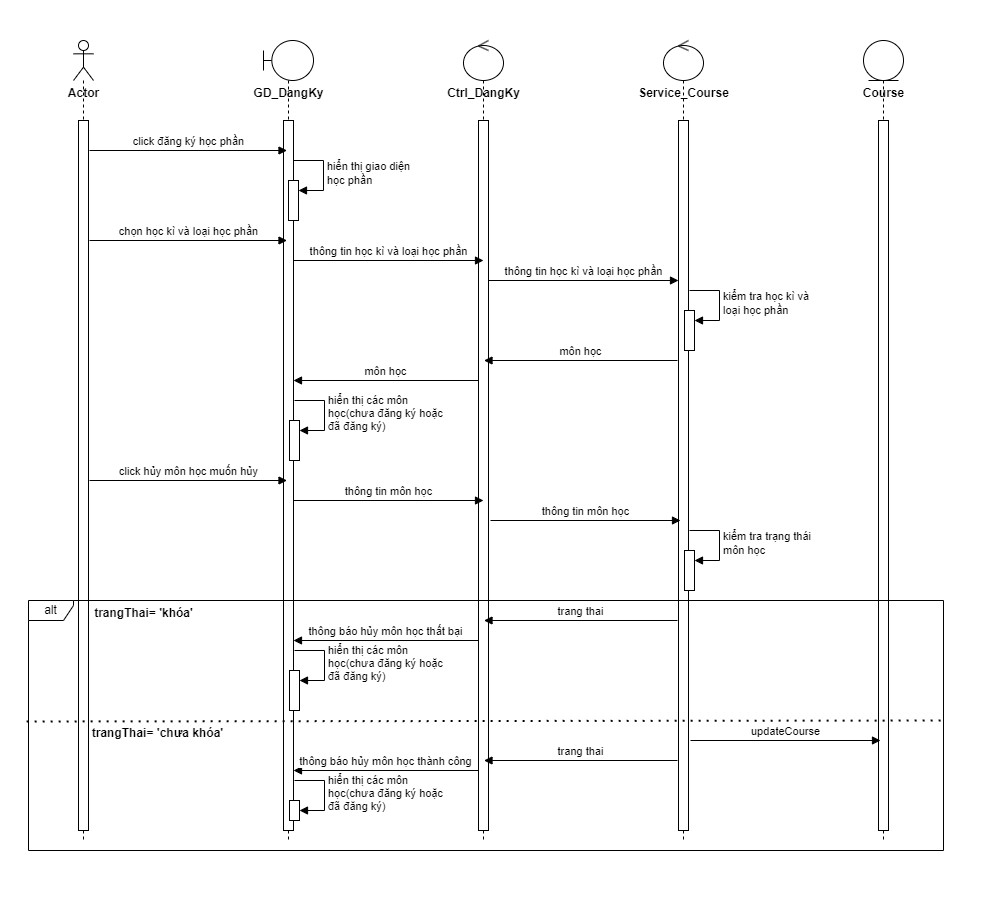 Actor
GD_DangKy
Ctrl_DangKy
Service_Course
Course
click đăng ký học phần
hiển thị giao diện
học phần
chọn học kì và loại học phần
thông tin học kì và loại học phần
thông tin học kì và loại học phần
kiểm tra học kì và
loại học phần
môn học
môn học
hiển thị các môn
học(chưa đăng ký hoặc
đã đăng ký)
click hủy môn học muốn hủy
thông tin môn học
thông tin môn học
kiểm tra trạng thái
môn học
alt
trangThai= 'khóa'
trang thai
thông báo hủy môn học thất bại
hiển thị các môn
học(chưa đăng ký hoặc
đã đăng ký)
trangThai= 'chưa khóa'
updateCourse
trang thai
thông báo hủy môn học thành công
hiển thị các môn
học(chưa đăng ký hoặc
đã đăng ký)